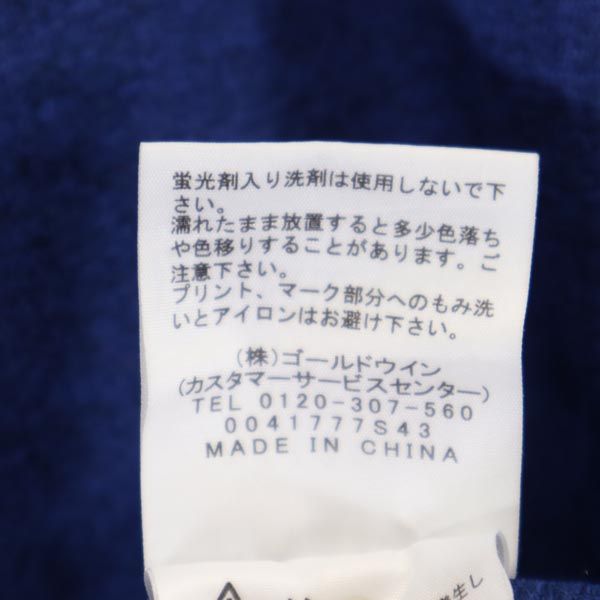 蛍光剤入り洗剤は使用しないで下
さい。
濡れたまま放置すると多少色落ち
や色移りすることがあります。ご
注意下さい。
プリント、マーク部分へのもみ洗
いとアイロンはお避け下さい。
(株)ゴールドウイン
(カスタマーサービスセンター)
TEL 0120-307-560
0041777S43
MADE IN CHINA
生し